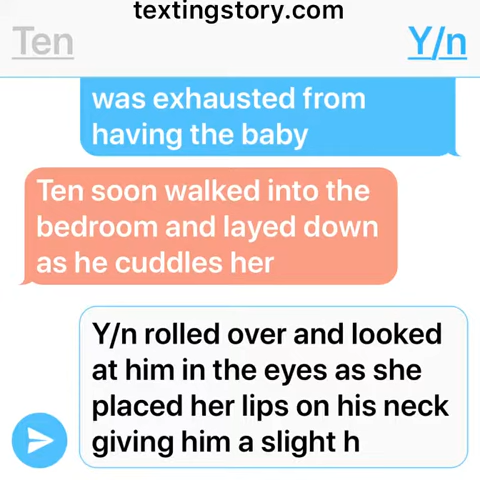 textingstory.com
Ten
Y/n
was exhausted from
having the baby
Ten soon walked into the
bedroom and layed down
as he cuddles her
Y/n rolled over and looked
at him in the eyes as she
placed her lips on his neck
giving him a slight h